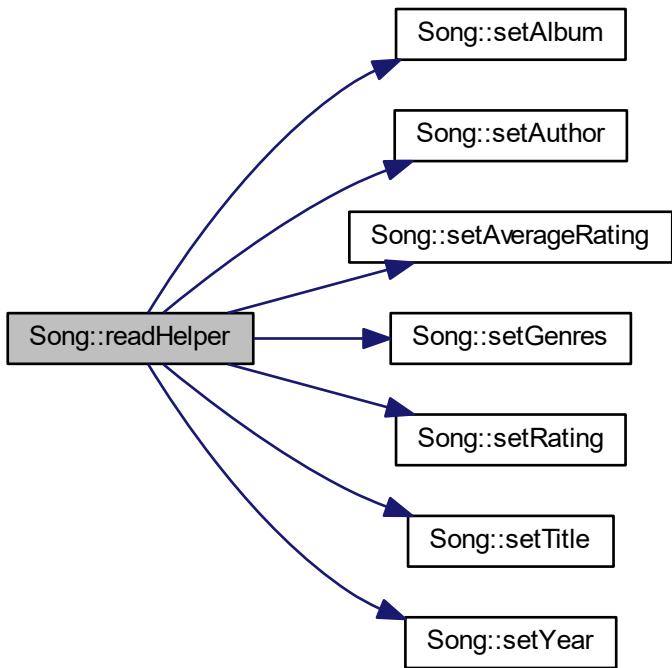 Song::setAlbum
Song::setAuthor
Song::setAverageRating
Song::readHelper
Song::setGenres
Song::setRating
Song::setTitle
Song::setYear